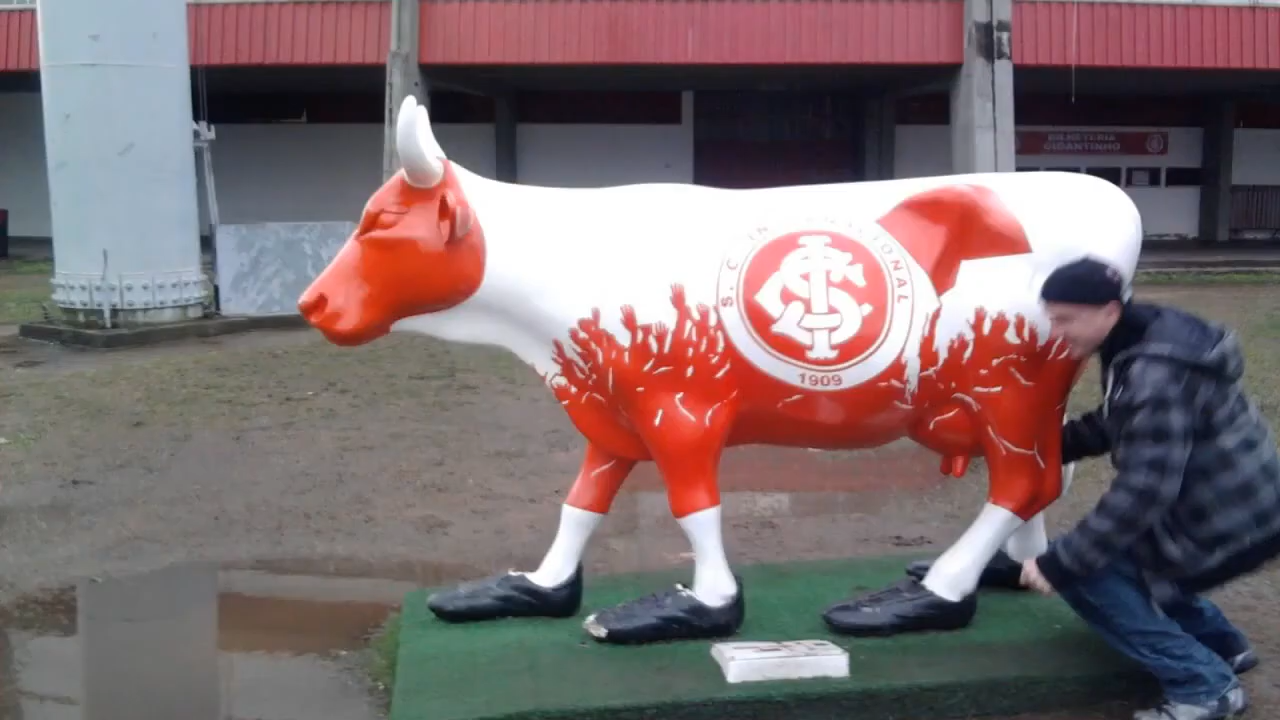 BILHETERIA
GIGANTINHO
S. C. INTERNACIONAL
1909